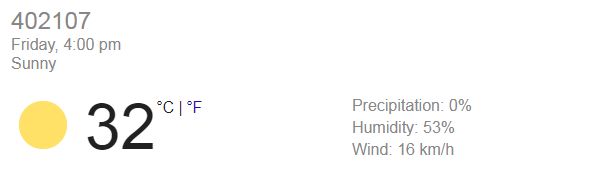 402107
Friday, 4:00 pm
Sunny
32 °C | °F
Precipitation: 0%
Humidity: 53%
Wind: 16 km/h